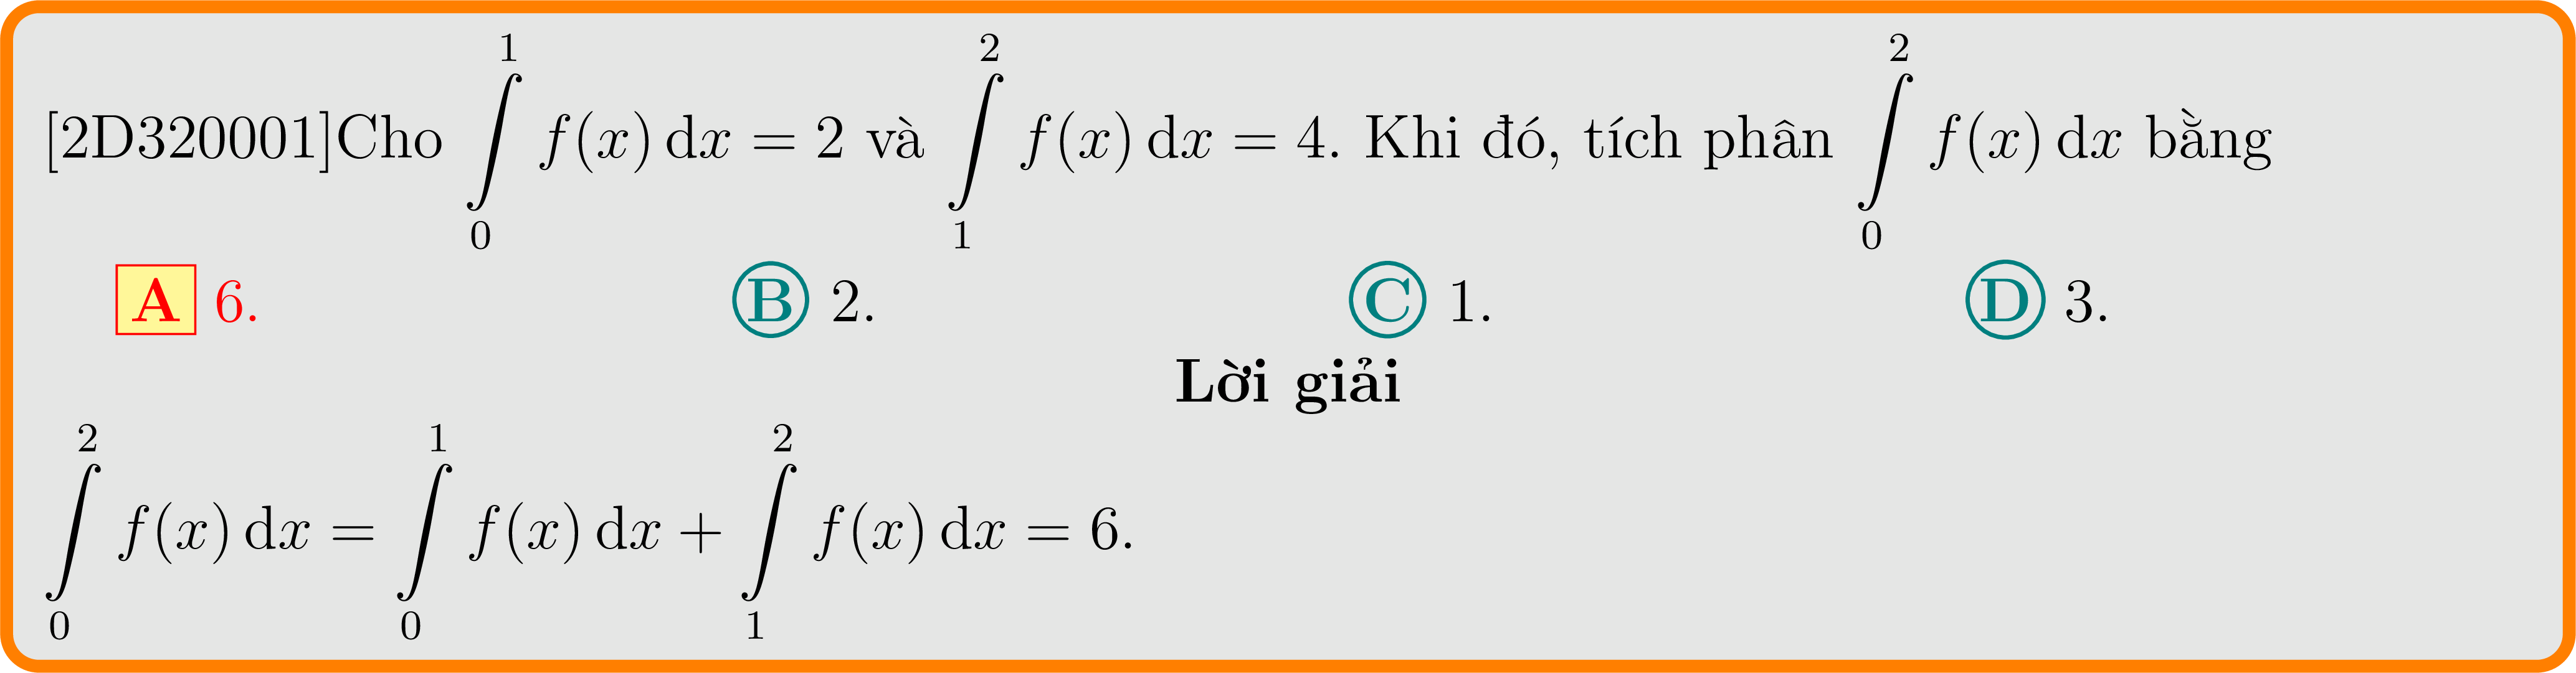 [2D320001]Cho $\int\limits_0^1 f(x)\,\mathrm{d}x = 2$ và $\int\limits_1^2 f(x)\,\mathrm{d}x = 4$. Khi đó, tích phân $\int\limits_0^2 f(x)\,\mathrm{d}x$ bằng
A 6. B 2. C 1. D 3.
Lời giải
$\int\limits_0^2 f(x)\,\mathrm{d}x = \int\limits_0^1 f(x)\,\mathrm{d}x + \int\limits_1^2 f(x)\,\mathrm{d}x = 6.$